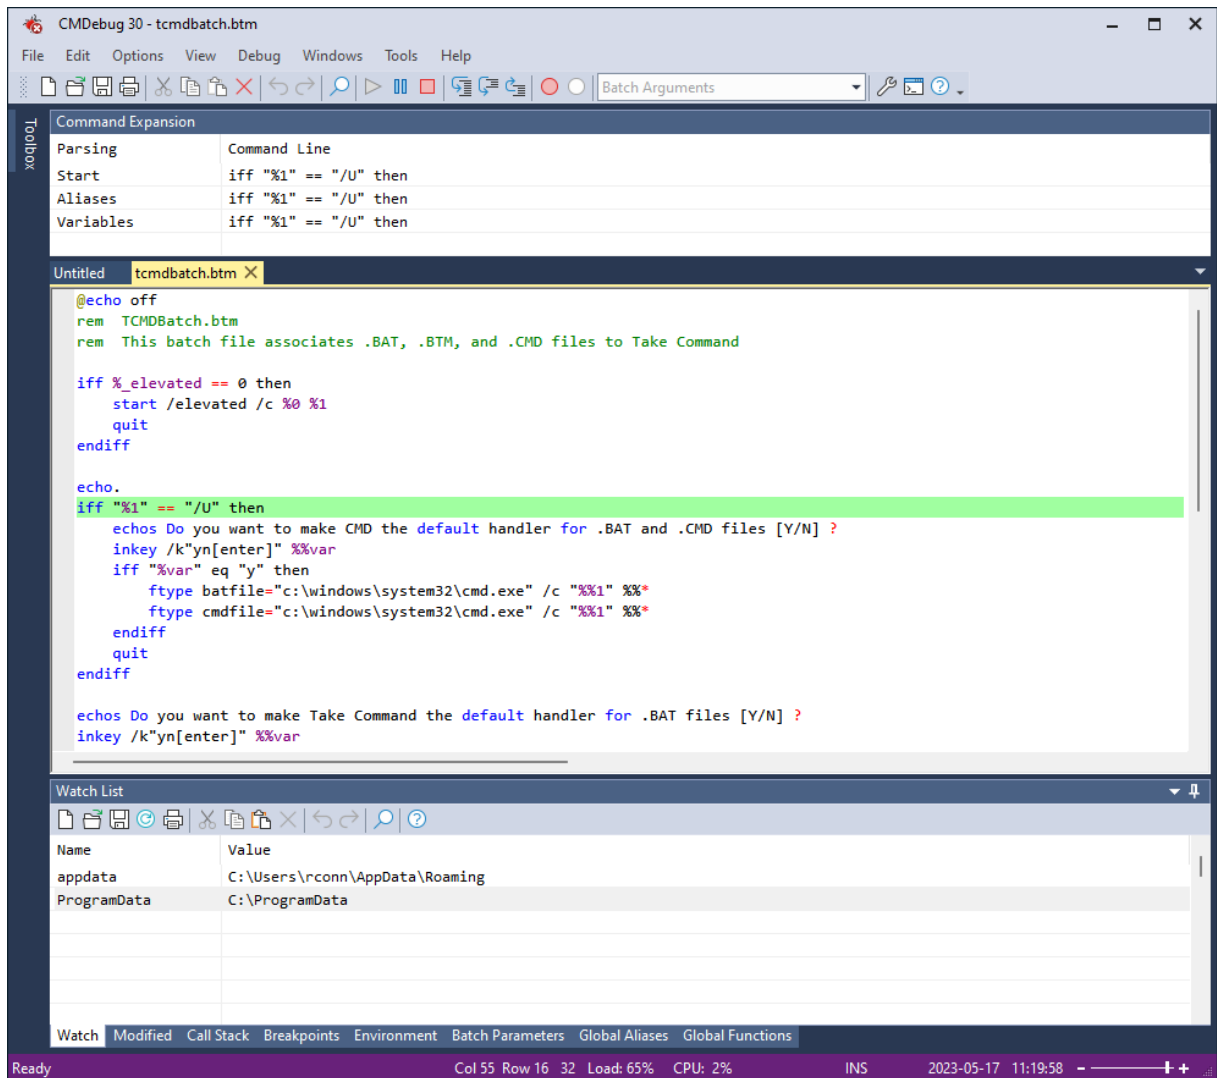 CMDebug 30 - tcmdbatch.btm
File Edit Options View Debug Windows Tools Help
Batch Arguments
Toolbox
Command Expansion
Parsing Command Line
Start iff "%1" == "/U" then
Aliases iff "%1" == "/U" then
Variables iff "%1" == "/U" then
Untitled tcmdbatch.btm
@echo off
rem  TCMDBatch.btm
rem  This batch file associates .BAT, .BTM, and .CMD files to Take Command
iff %_elevated == 0 then
    start /elevated /c %0 %1
    quit
endiff
echo.
iff "%1" == "/U" then
    echos Do you want to make CMD the default handler for .BAT and .CMD files [Y/N] ?
    inkey /k"yn[enter]" %%var
    iff "%var" eq "y" then
        ftype batfile="c:\windows\system32\cmd.exe" /c "%%1" %%*
        ftype cmdfile="c:\windows\system32\cmd.exe" /c "%%1" %%*
    endiff
    quit
endiff
echos Do you want to make Take Command the default handler for .BAT files [Y/N] ?
inkey /k"yn[enter]" %%var
Watch List
Name Value
appdata C:\Users\rconn\AppData\Roaming
ProgramData C:\ProgramData
Watch Modified Call Stack Breakpoints Environment Batch Parameters Global Aliases Global Functions
Ready Col 55 Row 16 32 Load: 65% CPU: 2% INS 2023-05-17 11:19:58